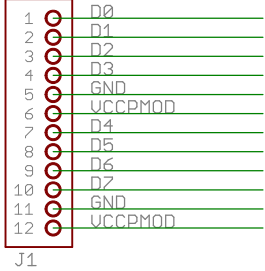 1 D0
2 D1
3 D2
4 D3
5 GND
6 VCCPMOD
7 D4
8 D5
9 D6
10 D7
11 GND
12 VCCPMOD
J1